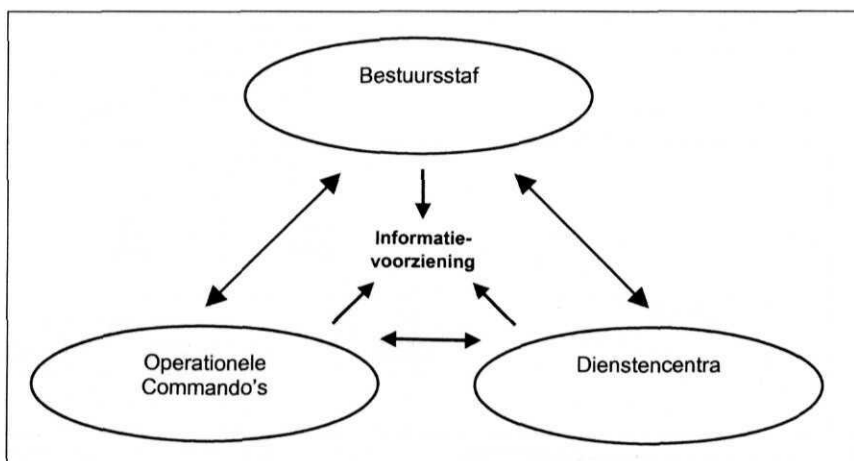 Bestuursstaf
Informatie-
voorziening
Operationele
Commando's
Dienstencentra